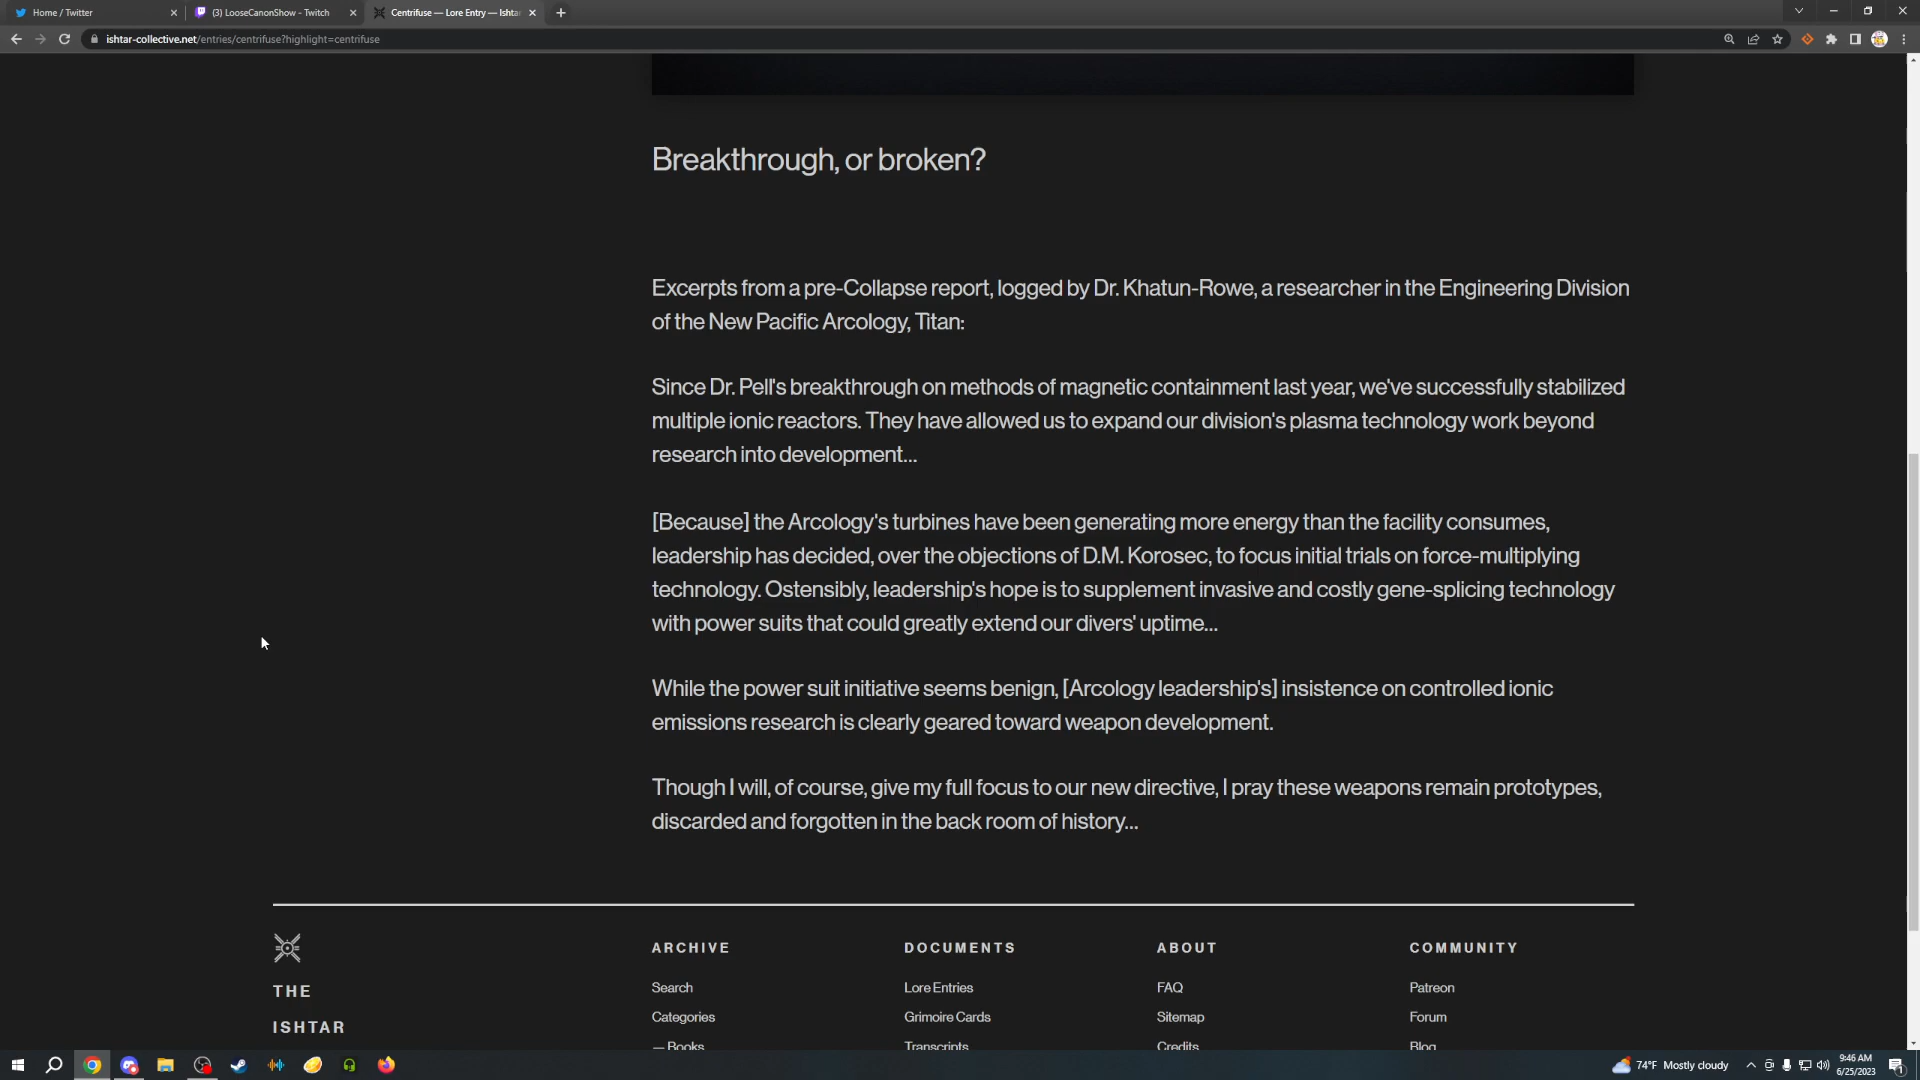 Home / Twitter
(3) LooseCanonShow - Twitch
Centrifuse — Lore Entry — Ishta
ishtar-collective.net/entries/centrifuse?highlight=centrifuse
Breakthrough, or broken?
Excerpts from a pre-Collapse report, logged by Dr. Khatun-Rowe, a researcher in the Engineering Division
of the New Pacific Arcology, Titan:
Since Dr. Pell's breakthrough on methods of magnetic containment last year, we've successfully stabilized
multiple ionic reactors. They have allowed us to expand our division's plasma technology work beyond
research into development...
[Because] the Arcology's turbines have been generating more energy than the facility consumes,
leadership has decided, over the objections of D.M. Korosec, to focus initial trials on force-multiplying
technology. Ostensibly, leadership's hope is to supplement invasive and costly gene-splicing technology
with power suits that could greatly extend our divers' uptime...
While the power suit initiative seems benign, [Arcology leadership's] insistence on controlled ionic
emissions research is clearly geared toward weapon development.
Though I will, of course, give my full focus to our new directive, I pray these weapons remain prototypes,
discarded and forgotten in the back room of history...
THE
ISHTAR
ARCHIVE
Search
Categories
— Books
DOCUMENTS
Lore Entries
Grimoire Cards
Transcripts
ABOUT
FAQ
Sitemap
Credits
COMMUNITY
Patreon
Forum
Blog
74°F Mostly cloudy
9:46 AM
6/25/2023
1